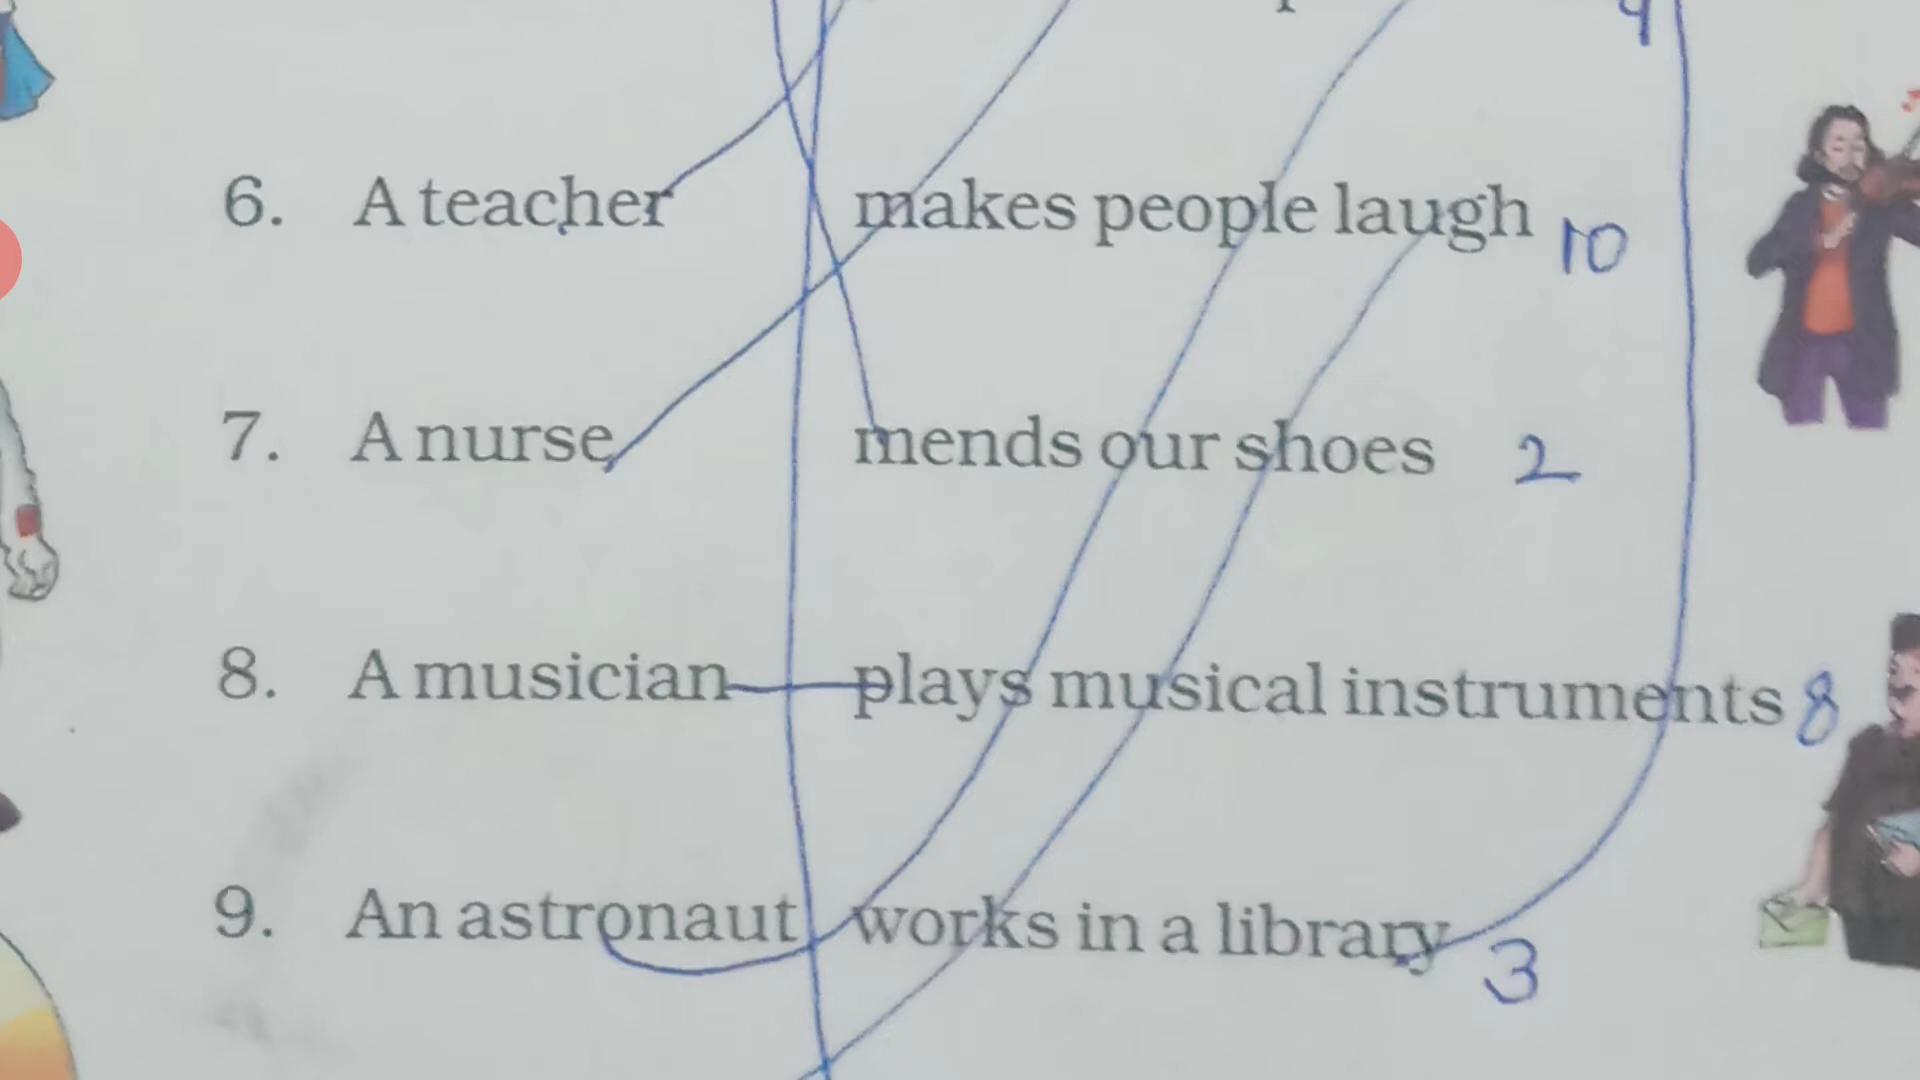 9
6. A teacher makes people laugh 10
7. A nurse mends our shoes 2
8. A musician plays musical instruments 8
9. An astronaut works in a library 3